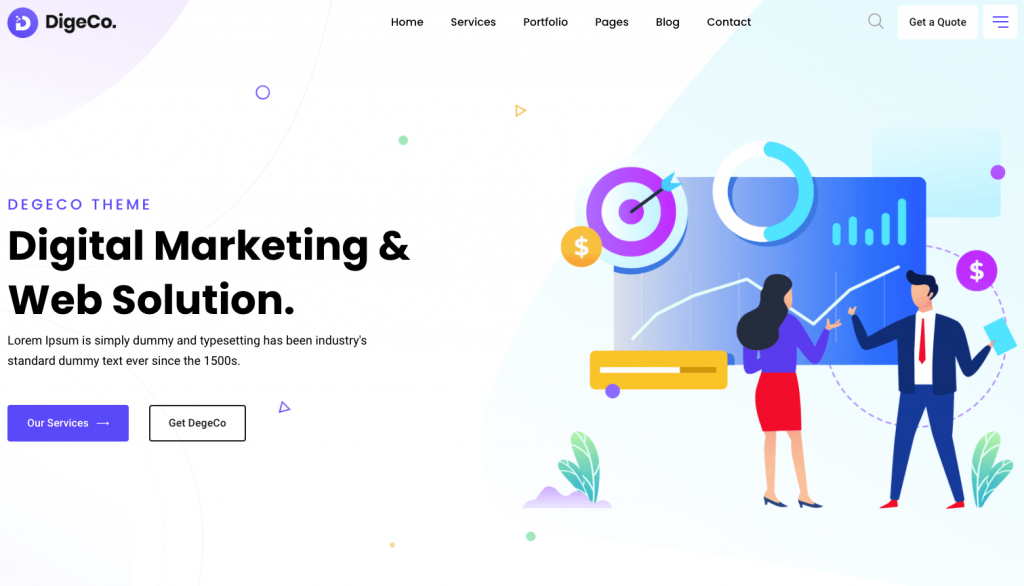 DigeCo.
Home Services Portfolio Pages Blog Contact
Get a Quote
DEGECO THEME
Digital Marketing &
Web Solution.
Lorem Ipsum is simply dummy and typesetting has been industry's
standard dummy text ever since the 1500s.
Our Services →
Get DegeCo
$
$